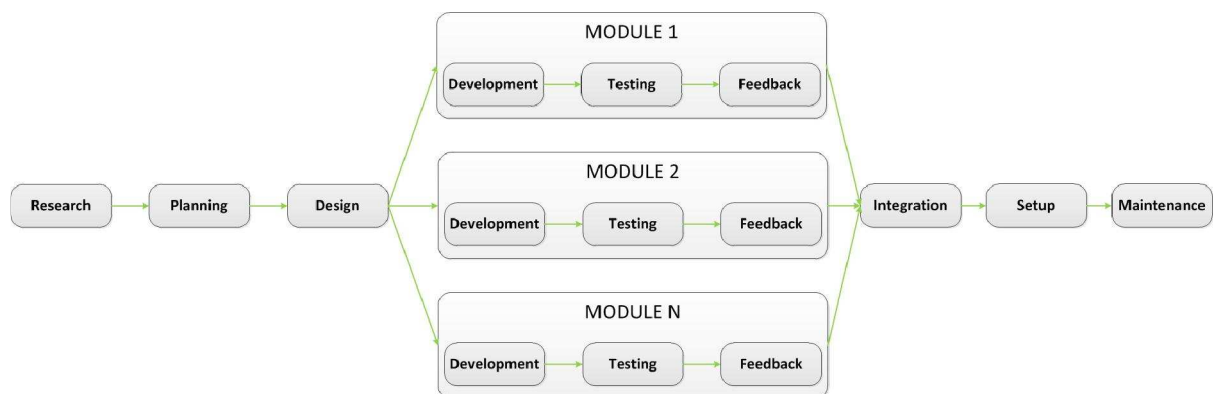 MODULE 1
Development Testing Feedback
MODULE 2
Research Planning Design Development Testing Feedback Integration Setup Maintenance
MODULE N
Development Testing Feedback